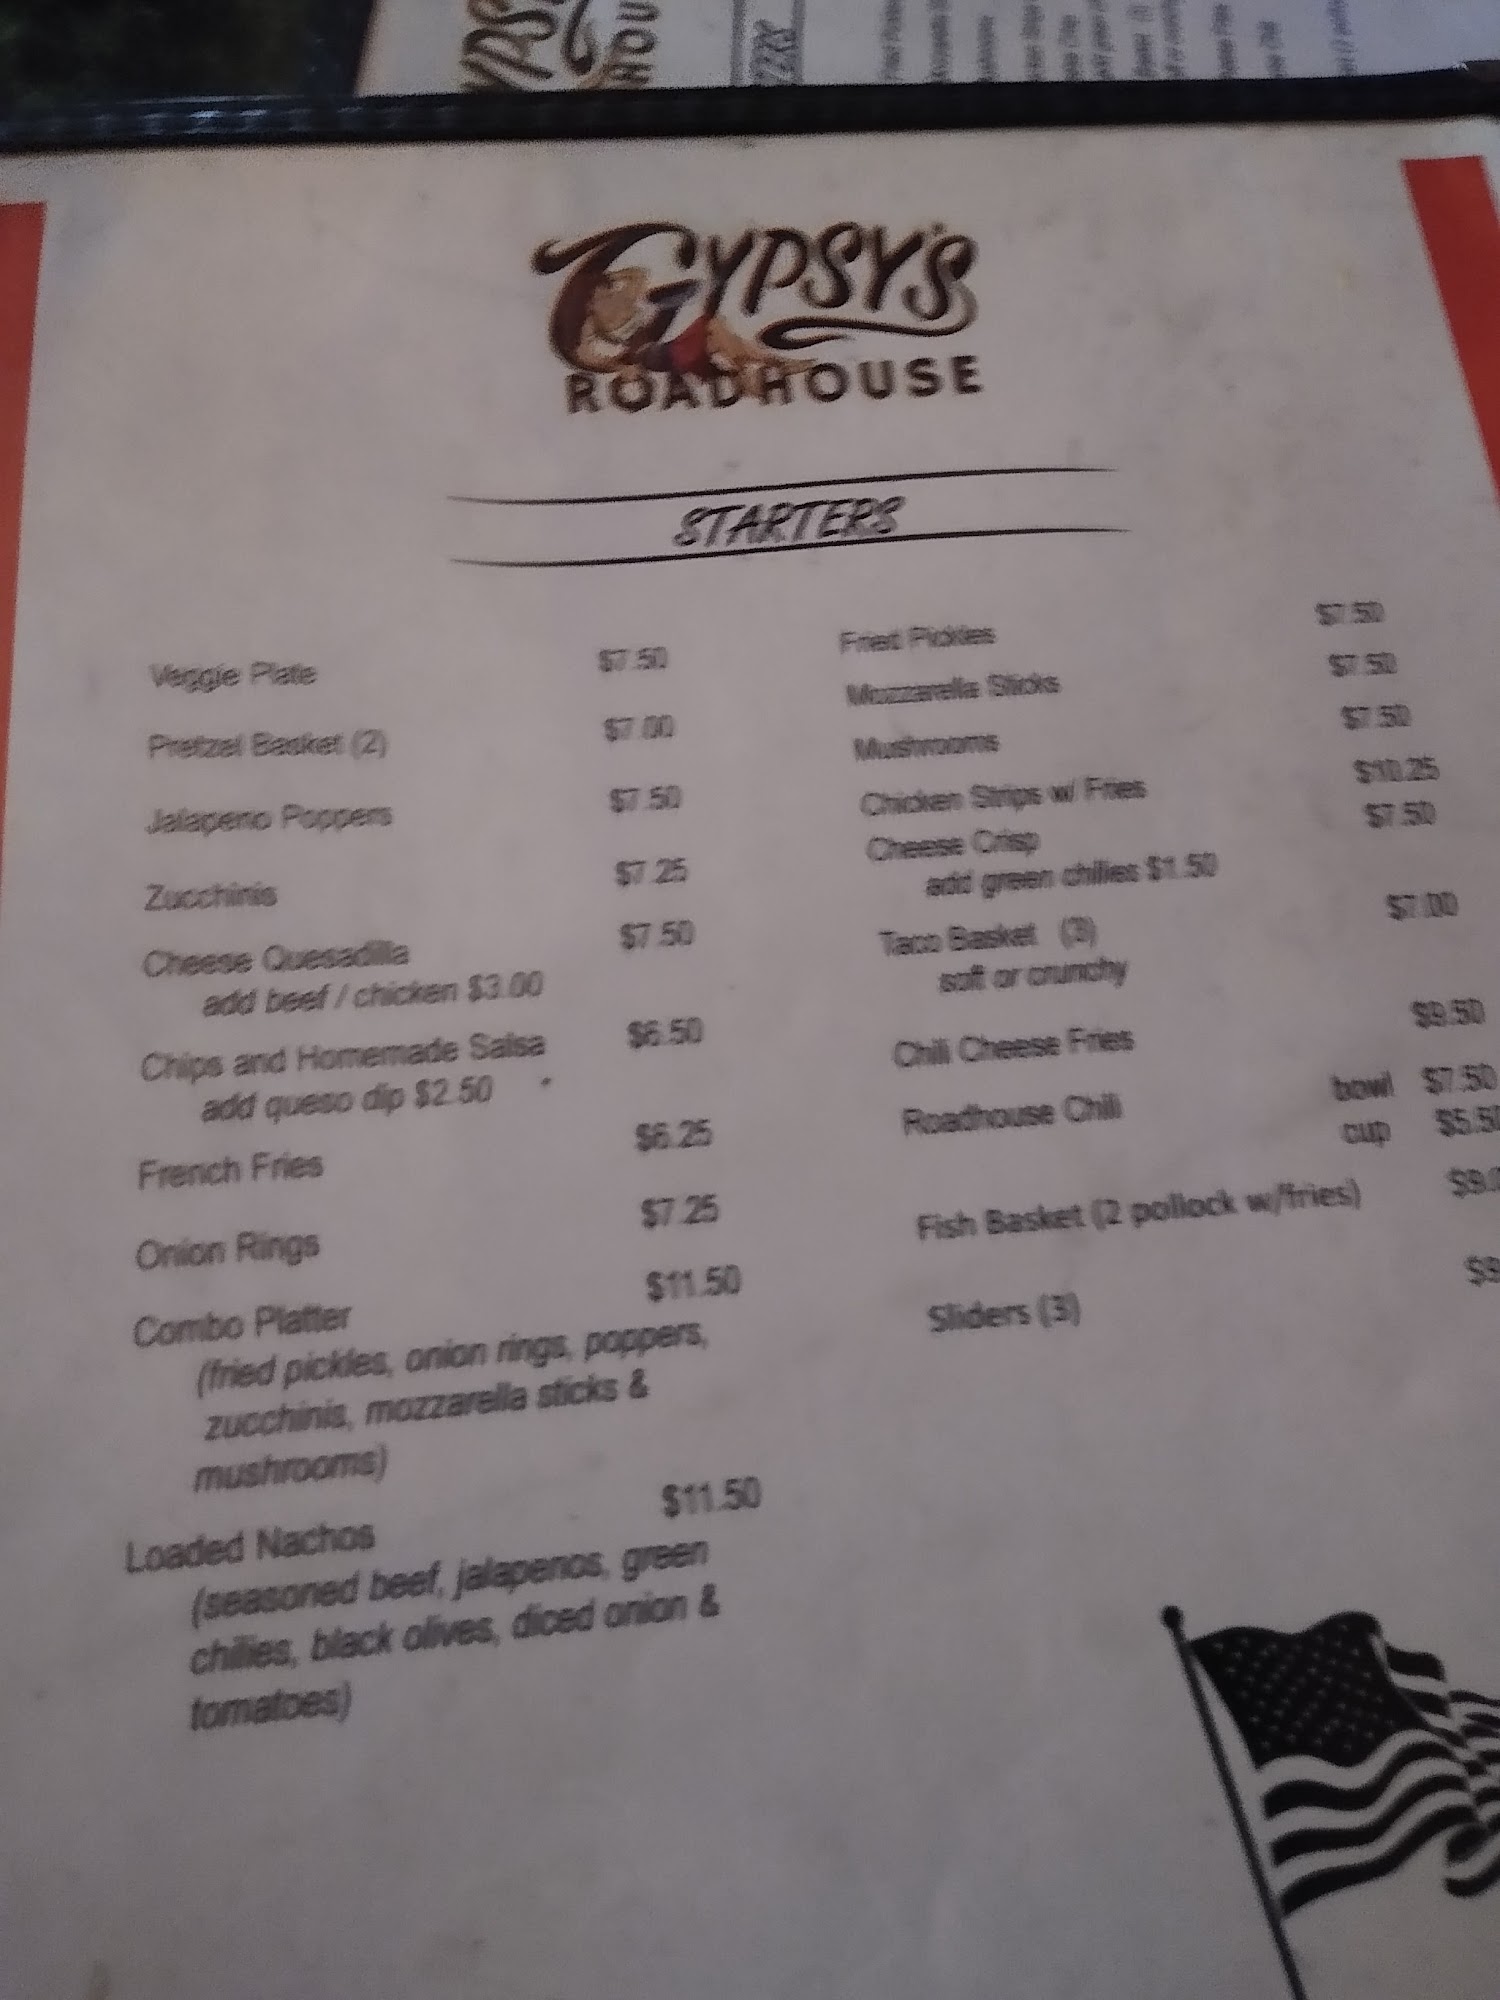 GYPSY'S
ROADHOUSE
STARTERS
Veggie Plate $7.50
Pretzel Basket (2) $7.00
Jalapeno Poppers $7.50
Zucchinis $7.25
Cheese Quesadilla $7.50
add beef / chicken $3.00
Chips and Homemade Salsa $6.50
add queso dip $2.50
French Fries $6.25
Onion Rings $7.25
Combo Platter $11.50
(fried pickles, onion rings, poppers,
zucchinis, mozzarella sticks &
mushrooms)
Loaded Nachos $11.50
(seasoned beef, jalapenos, green
chillies, black olives, diced onion &
tomatoes)
Fried Pickles $7.50
Mozzarella Sticks $7.50
Mushrooms $7.50
Chicken Strips w/ Fries $10.25
Cheese Crisp $7.50
add green chillies $1.50
Taco Basket (3) $7.00
soft or crunchy
Chili Cheese Fries $9.50
Roadhouse Chili bowl $7.50
cup $5.50
Fish Basket (2 pollock w/fries)
Sliders (3)